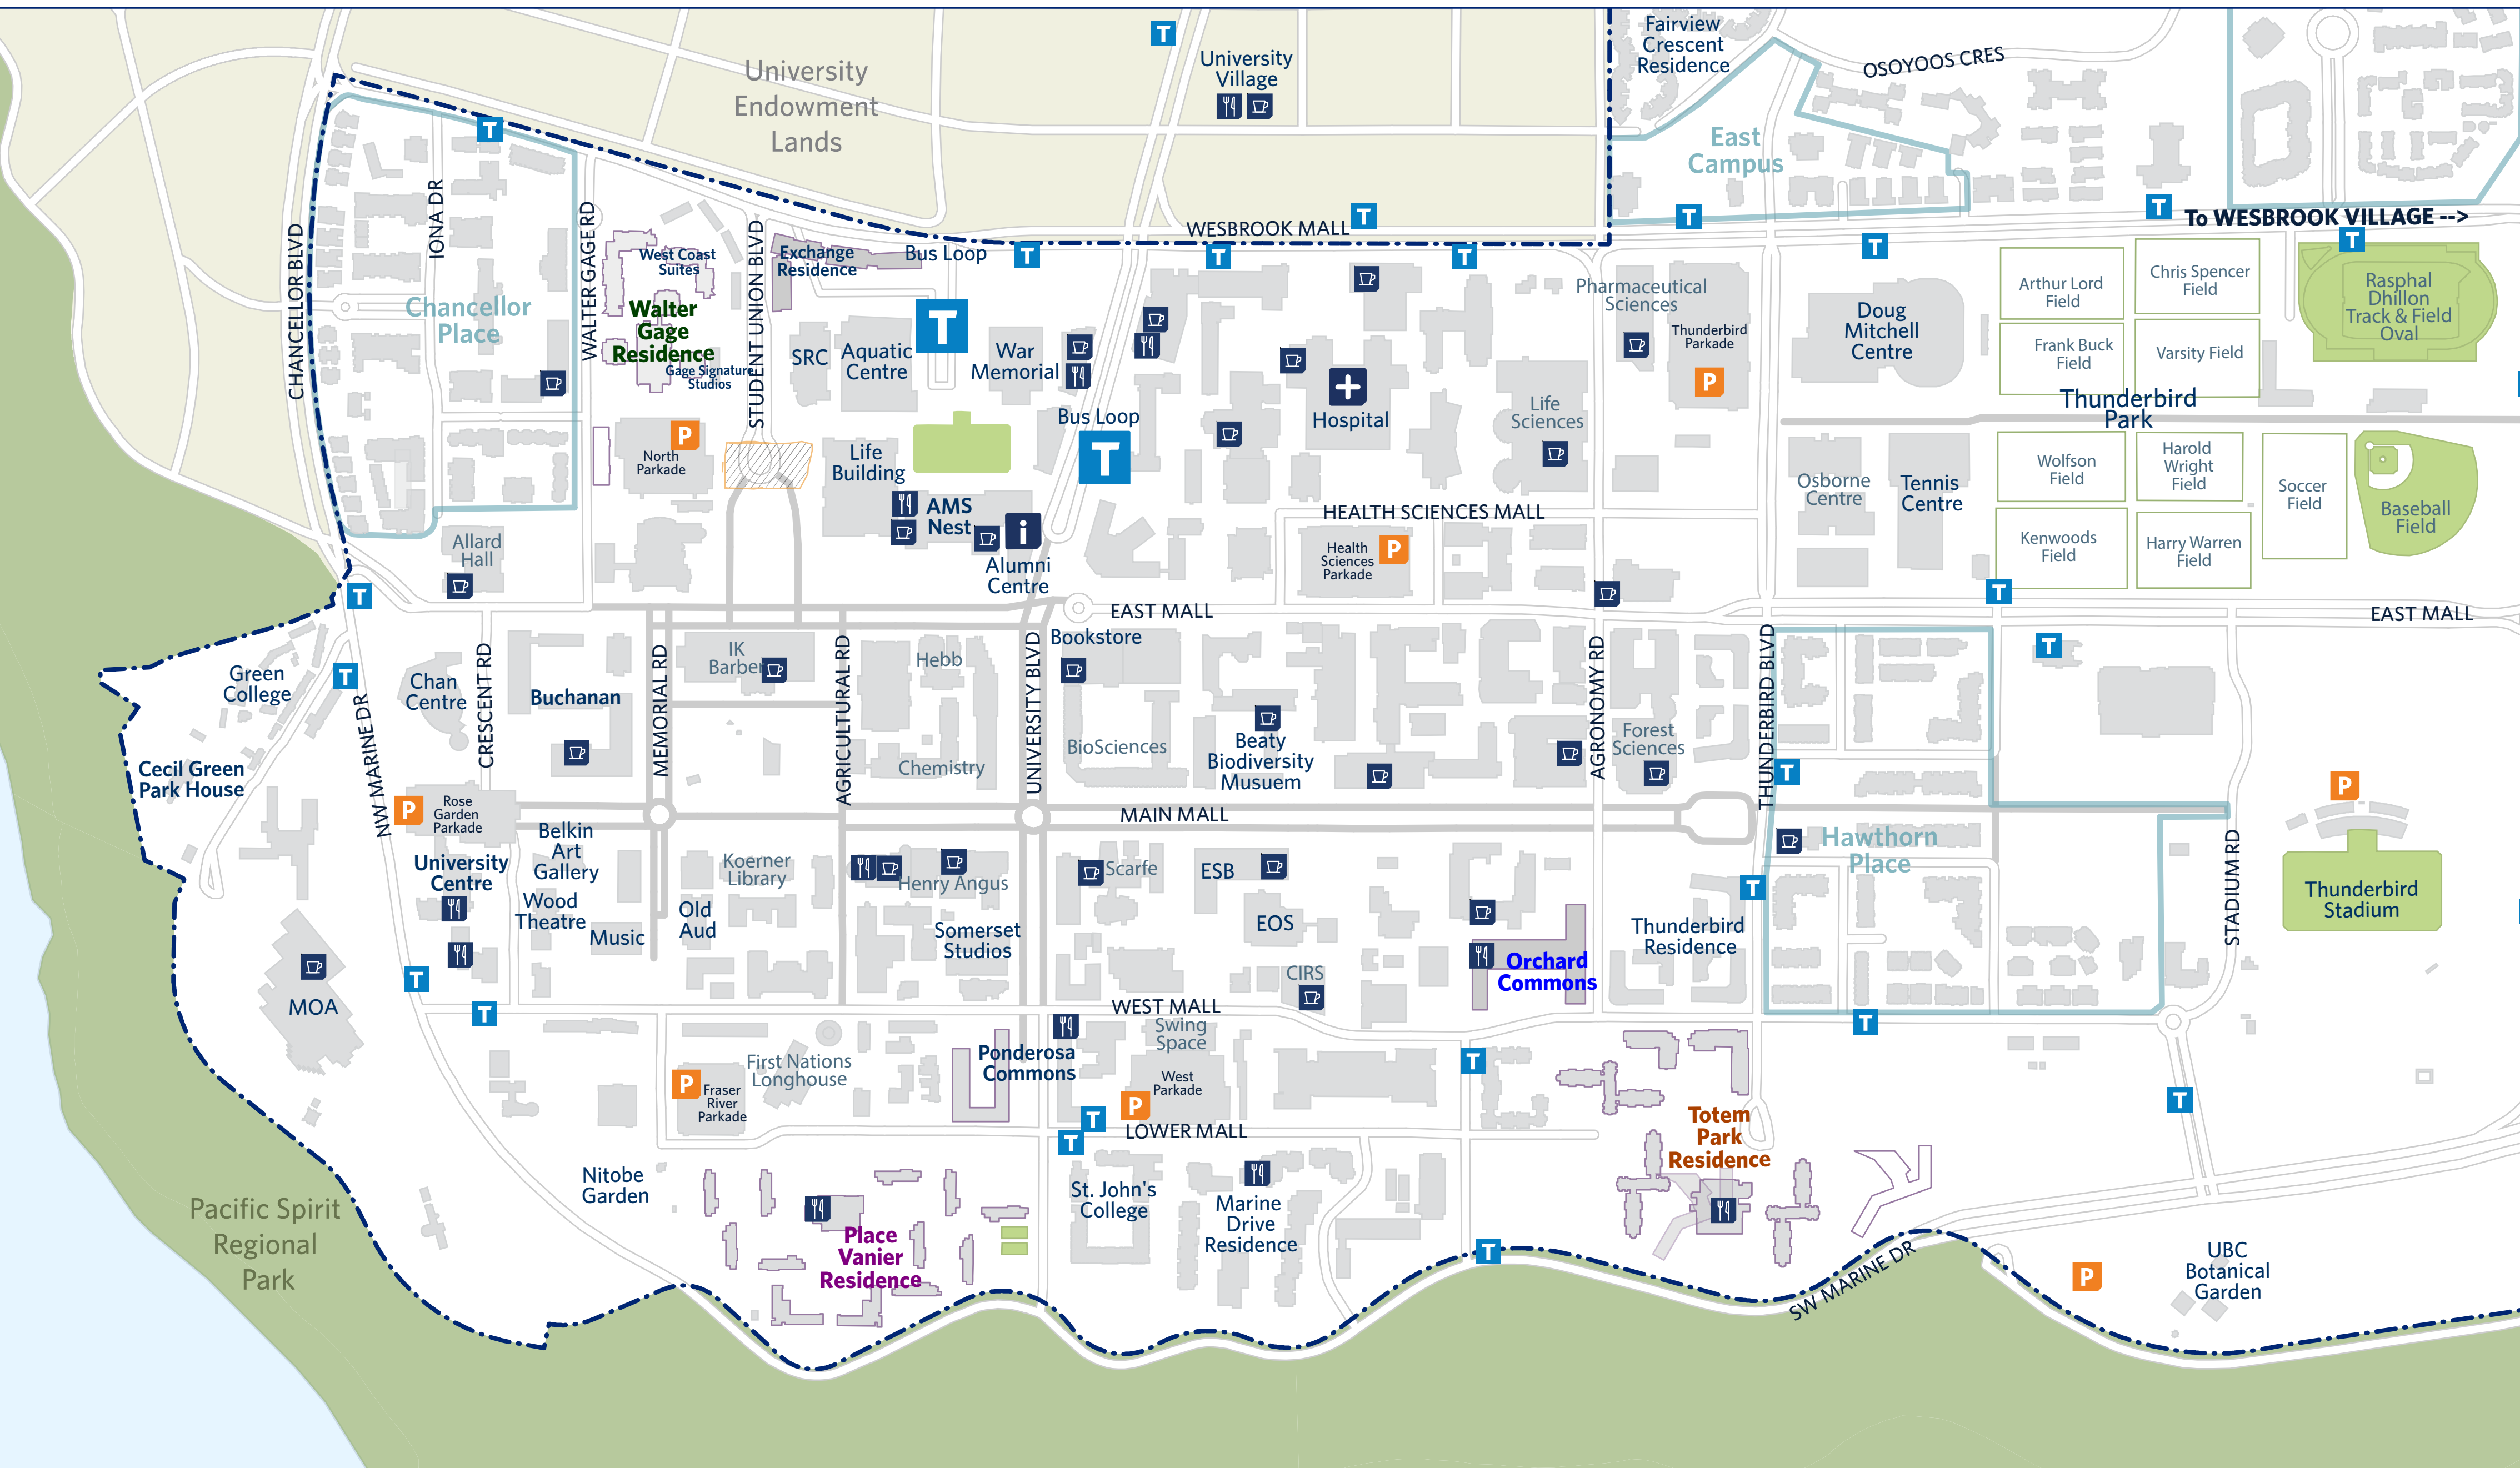 University
Endowment
Lands
T
University
Village
Fairview
Crescent
Residence
OSOYOOS CRES
East
Campus
T
IONA DR
CHANCELLOR BLVD
Chancellor
Place
WALTER GAGE RD
West Coast
Suites
Walter
Gage
Residence
Gage Signature
Studios
STUDENT UNION BLVD
Exchange
Residence
Bus Loop
T
T
WESBROOK MALL
T
T
T
T
T
T
To WESBROOK VILLAGE -->
T
SRC
Aquatic
Centre
T
War
Memorial
Bus Loop
T
Hospital
Life
Sciences
Pharmaceutical
Sciences
Thunderbird
Parkade
P
Doug
Mitchell
Centre
Arthur Lord
Field
Chris Spencer
Field
Frank Buck
Field
Varsity Field
Rasphal
Dhillon
Track & Field
Oval
Thunderbird
Park
P
North
Parkade
Life
Building
AMS
Nest
i
Alumni
Centre
HEALTH SCIENCES MALL
Health
Sciences
Parkade
P
Osborne
Centre
Tennis
Centre
Wolfson
Field
Harold
Wright
Field
Soccer
Field
Baseball
Field
Kenwoods
Field
Harry Warren
Field
Allard
Hall
T
T
EAST MALL
EAST MALL
T
Green
College
T
Chan
Centre
CRESCENT RD
Buchanan
MEMORIAL RD
IK
Barber
AGRICULTURAL RD
Hebb
Chemistry
UNIVERSITY BLVD
Bookstore
BioSciences
Beaty
Biodiversity
Musuem
AGRONOMY RD
Forest
Sciences
THUNDERBIRD BLVD
T
Cecil Green
Park House
NW MARINE DR
P
Rose
Garden
Parkade
MAIN MALL
P
University
Centre
Belkin
Art
Gallery
Wood
Theatre
Music
Koerner
Library
Old
Aud
Henry Angus
Somerset
Studios
Scarfe
ESB
EOS
CIRS
Orchard
Commons
Thunderbird
Residence
T
Hawthorn
Place
STADIUM RD
Thunderbird
Stadium
MOA
T
T
WEST MALL
T
P
Fraser
River
Parkade
First Nations
Longhouse
Ponderosa
Commons
Swing
Space
West
Parkade
P
T
T
T
LOWER MALL
Totem
Park
Residence
T
Nitobe
Garden
Place
Vanier
Residence
St. John's
College
Marine
Drive
Residence
T
SW MARINE DR
P
UBC
Botanical
Garden
Pacific Spirit
Regional
Park